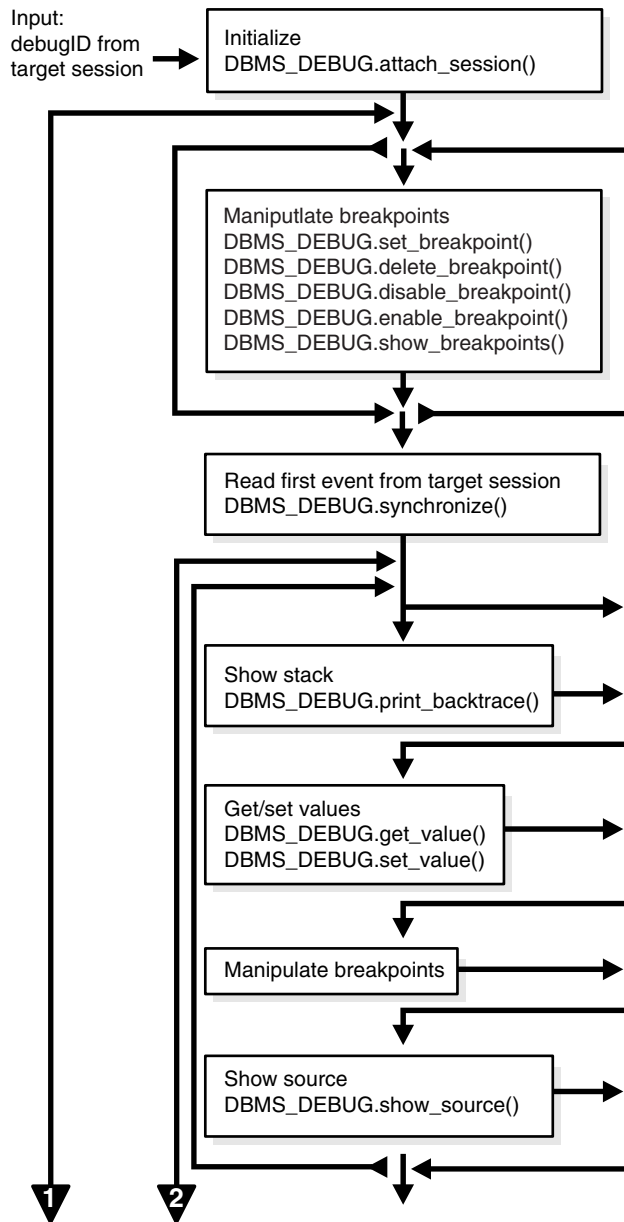 Input:
debugID from
target session
Initialize
DBMS_DEBUG.attach_session()
Maniputlate breakpoints
DBMS_DEBUG.set_breakpoint()
DBMS_DEBUG.delete_breakpoint()
DBMS_DEBUG.disable_breakpoint()
DBMS_DEBUG.enable_breakpoint()
DBMS_DEBUG.show_breakpoints()
Read first event from target session
DBMS_DEBUG.synchronize()
Show stack
DBMS_DEBUG.print_backtrace()
Get/set values
DBMS_DEBUG.get_value()
DBMS_DEBUG.set_value()
Manipulate breakpoints
Show source
DBMS_DEBUG.show_source()
1
2